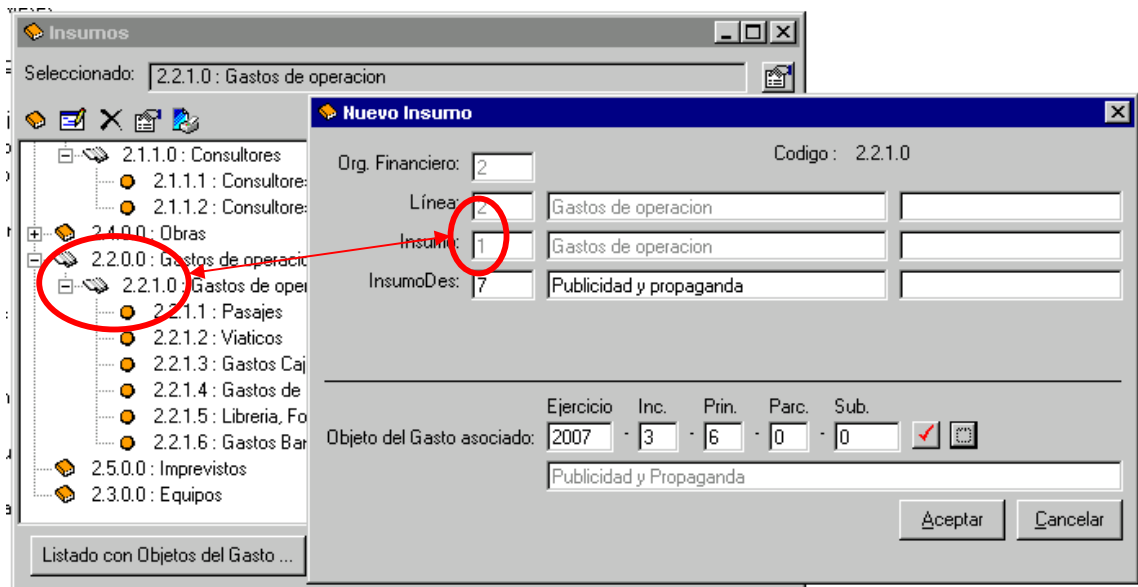 Insumos
Seleccionado: 2.2.1.0 : Gastos de operacion
2.1.1.0 : Consultores
2.1.1.1 : Consultore
2.1.1.2 : Consultore
2.4.0.0 : Obras
2.2.0.0 : Gastos de operacio
2.2.1.0 : Gastos de oper
2.2.1.1 : Pasajes
2.2.1.2 : Viaticos
2.2.1.3 : Gastos Caj
2.2.1.4 : Gastos de
2.2.1.5 : Libreria, Fo
2.2.1.6 : Gastos Bar
2.5.0.0 : Imprevistos
2.3.0.0 : Equipos
Listado con Objetos del Gasto ...
Nuevo Insumo
Org. Financiero: 2 Codigo : 2.2.1.0
Línea: 2 Gastos de operacion
Insumo: 1 Gastos de operacion
InsumoDes: 7 Publicidad y propaganda
Ejercicio Inc. Prin. Parc. Sub.
Objeto del Gasto asociado: 2007 - 3 - 6 - 0 - 0
Publicidad y Propaganda
Aceptar Cancelar